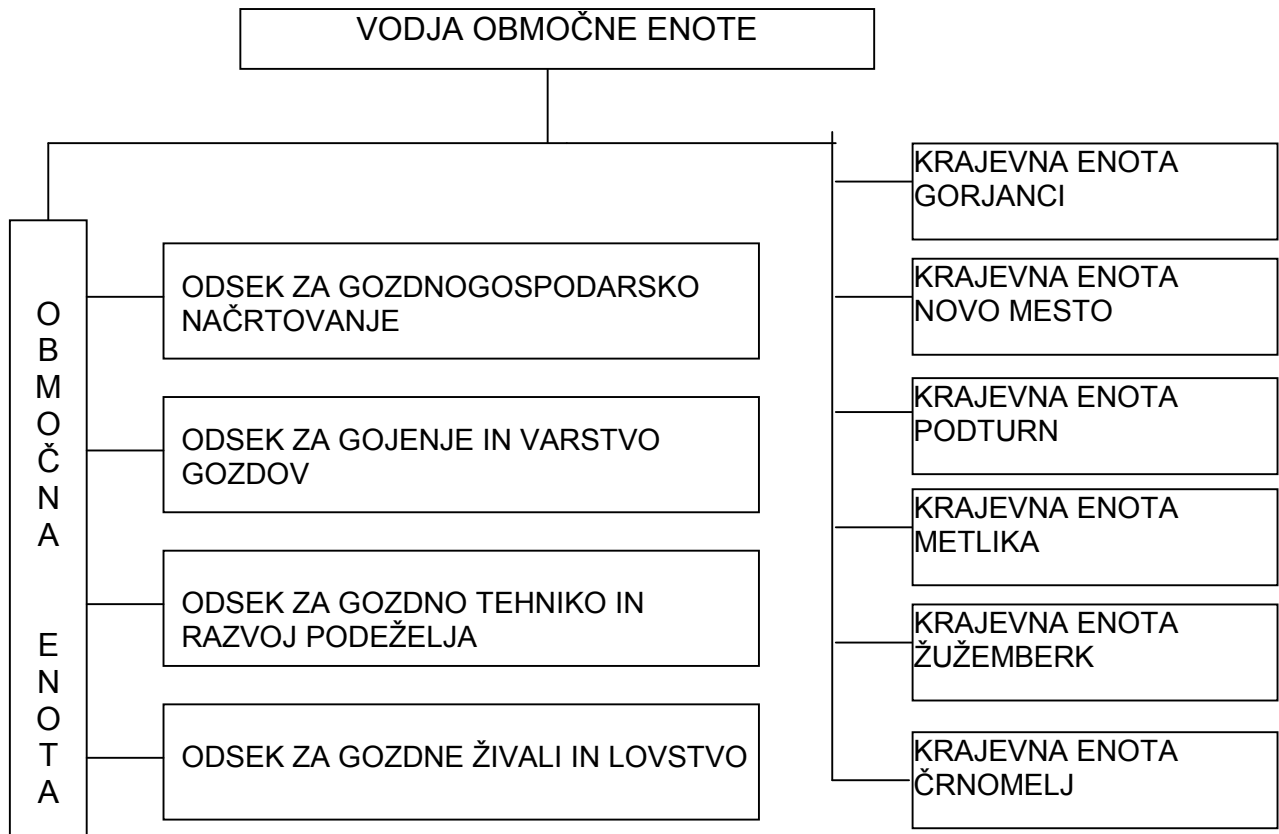 VODJA OBMOČNE ENOTE
OBMOČNA ENOTA
ODSEK ZA GOZDNOGOSPODARSKO
NAČRTOVANJE
ODSEK ZA GOJENJE IN VARSTVO
GOZDOV
ODSEK ZA GOZDNO TEHNIKO IN
RAZVOJ PODEŽELJA
ODSEK ZA GOZDNE ŽIVALI IN LOVSTVO
KRAJEVNA ENOTA
GORJANCI
KRAJEVNA ENOTA
NOVO MESTO
KRAJEVNA ENOTA
PODTURN
KRAJEVNA ENOTA
METLIKA
KRAJEVNA ENOTA
ŽUŽEMBERK
KRAJEVNA ENOTA
ČRNOMELJ